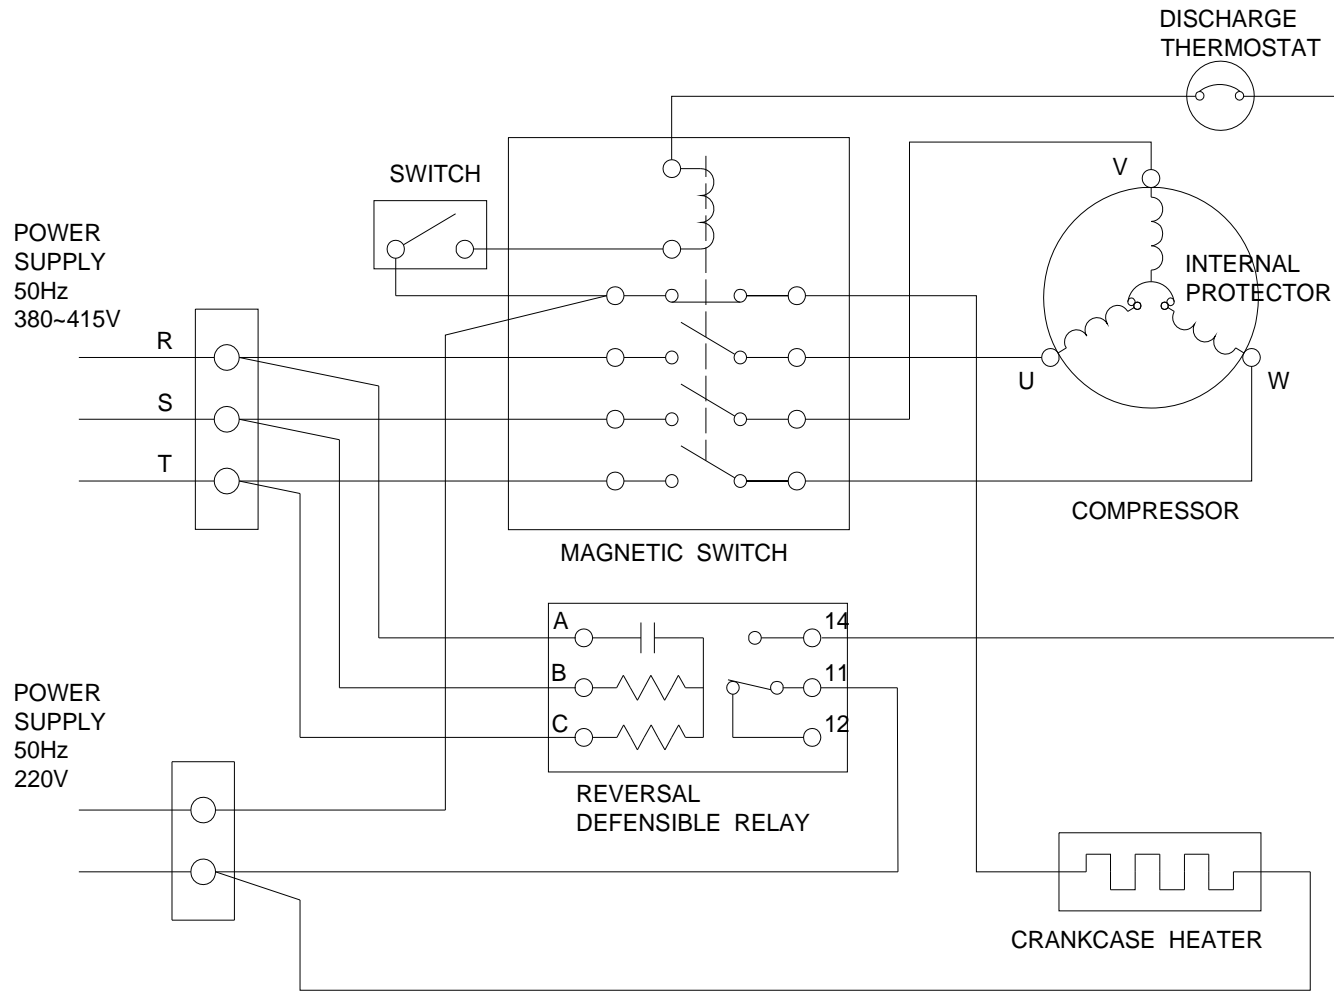 DISCHARGE
THERMOSTAT
SWITCH
V
POWER
SUPPLY
50Hz
380~415V
INTERNAL
PROTECTOR
R
S
T
U
W
COMPRESSOR
MAGNETIC SWITCH
A
14
B
11
C
12
POWER
SUPPLY
50Hz
220V
REVERSAL
DEFENSIBLE RELAY
CRANKCASE HEATER